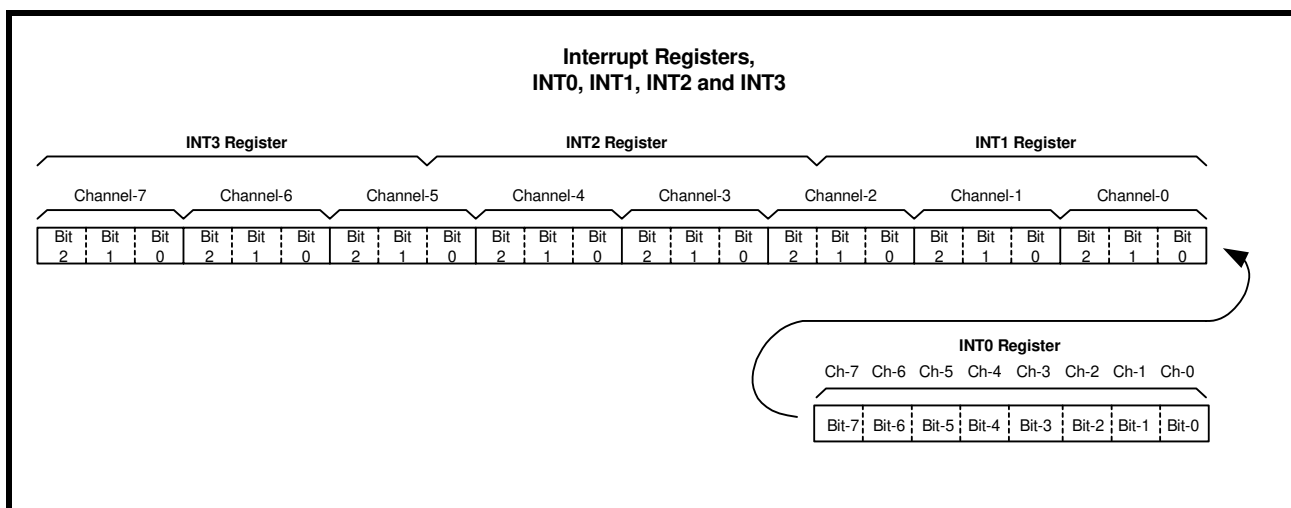 Interrupt Registers,
INT0, INT1, INT2 and INT3
INT3 Register INT2 Register INT1 Register
Channel-7 Channel-6 Channel-5 Channel-4 Channel-3 Channel-2 Channel-1 Channel-0
Bit Bit Bit Bit Bit Bit Bit Bit Bit Bit Bit Bit Bit Bit Bit Bit Bit Bit Bit Bit Bit Bit Bit Bit
2 1 0 2 1 0 2 1 0 2 1 0 2 1 0 2 1 0 2 1 0 2 1 0
INT0 Register
Ch-7 Ch-6 Ch-5 Ch-4 Ch-3 Ch-2 Ch-1 Ch-0
Bit-7 Bit-6 Bit-5 Bit-4 Bit-3 Bit-2 Bit-1 Bit-0